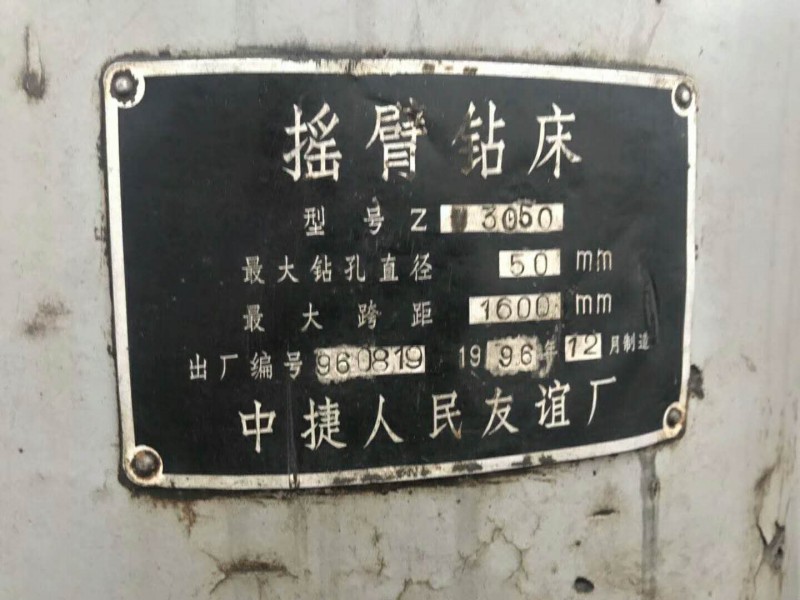 摇臂钻床
型号 Z 3050
最大钻孔直径 50 mm
最大跨距 1600 mm
出厂编号 960819 1996年12月制造
中捷人民友谊厂